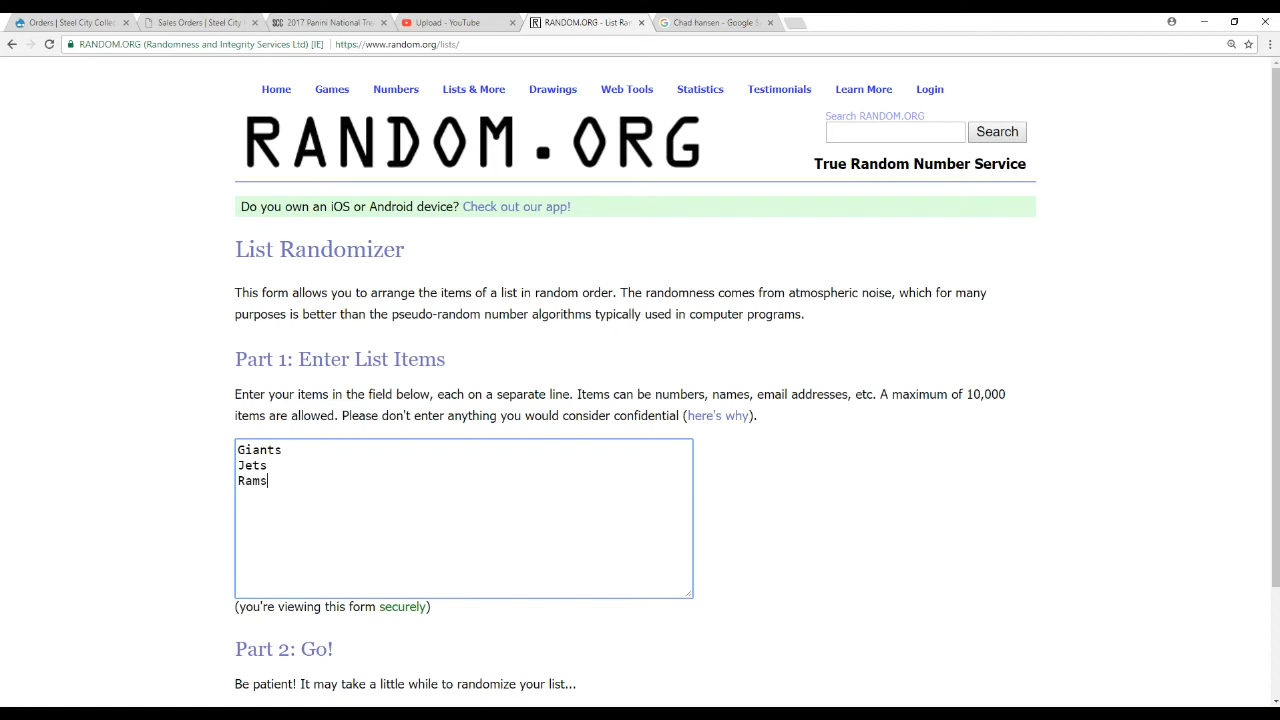 Orders | Steel City Collec
Sales Orders | Steel City
2017 Panini National Tre
Upload - YouTube
RANDOM.ORG - List Ra
Chad hansen - Google S
RANDOM.ORG (Randomness and Integrity Services Ltd) [IE] https://www.random.org/lists/
Home Games Numbers Lists & More Drawings Web Tools Statistics Testimonials Learn More Login
RANDOM.ORG
Search RANDOM.ORG
Search
True Random Number Service
Do you own an iOS or Android device? Check out our app!
List Randomizer
This form allows you to arrange the items of a list in random order. The randomness comes from atmospheric noise, which for many
purposes is better than the pseudo-random number algorithms typically used in computer programs.
Part 1: Enter List Items
Enter your items in the field below, each on a separate line. Items can be numbers, names, email addresses, etc. A maximum of 10,000
items are allowed. Please don't enter anything you would consider confidential (here's why).
Giants
Jets
Rams
(you're viewing this form securely)
Part 2: Go!
Be patient! It may take a little while to randomize your list...